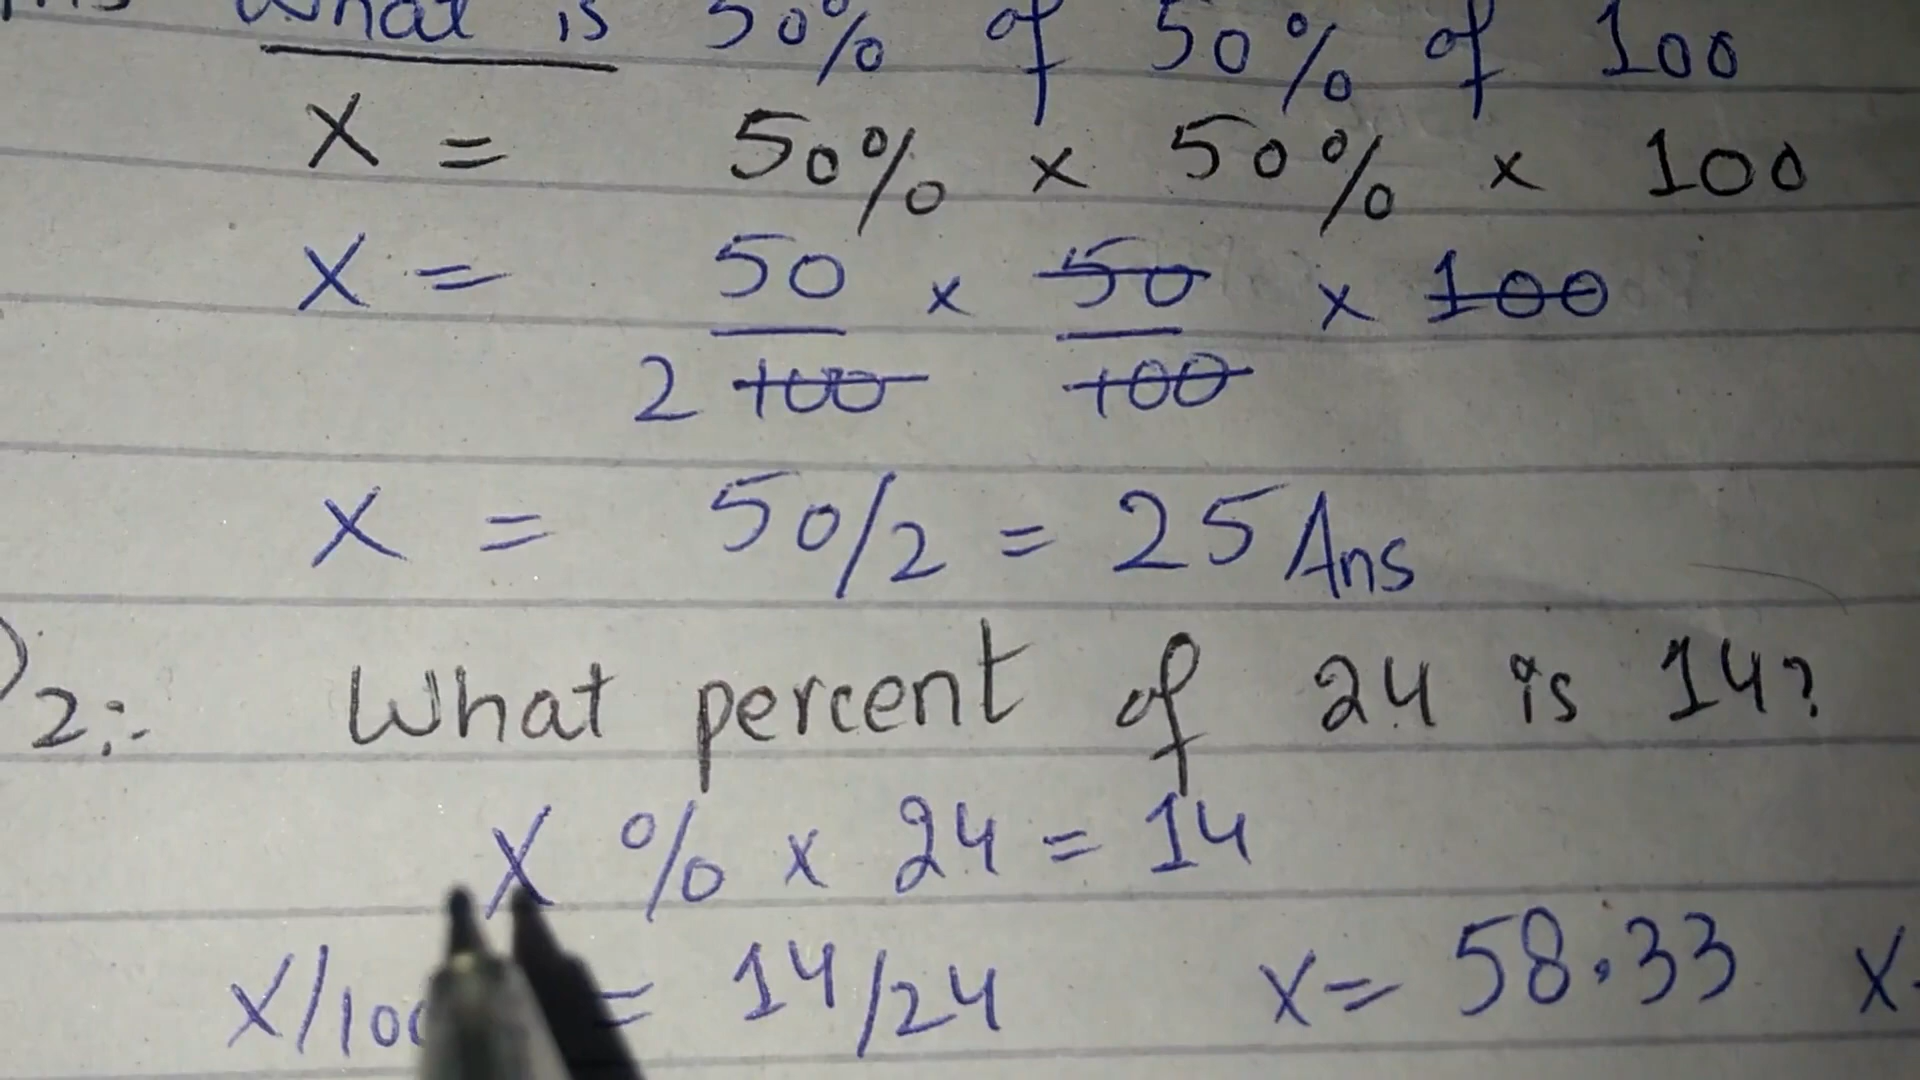 What is 50% of 50% of 100
X = 50% x 50% x 100
X = 50 x 50 x 100
2 100 100
X = 50/2 = 25 Ans
2:- What percent of 24 is 14?
X % x 24 = 14
X/100 = 14/24 X = 58.33 X